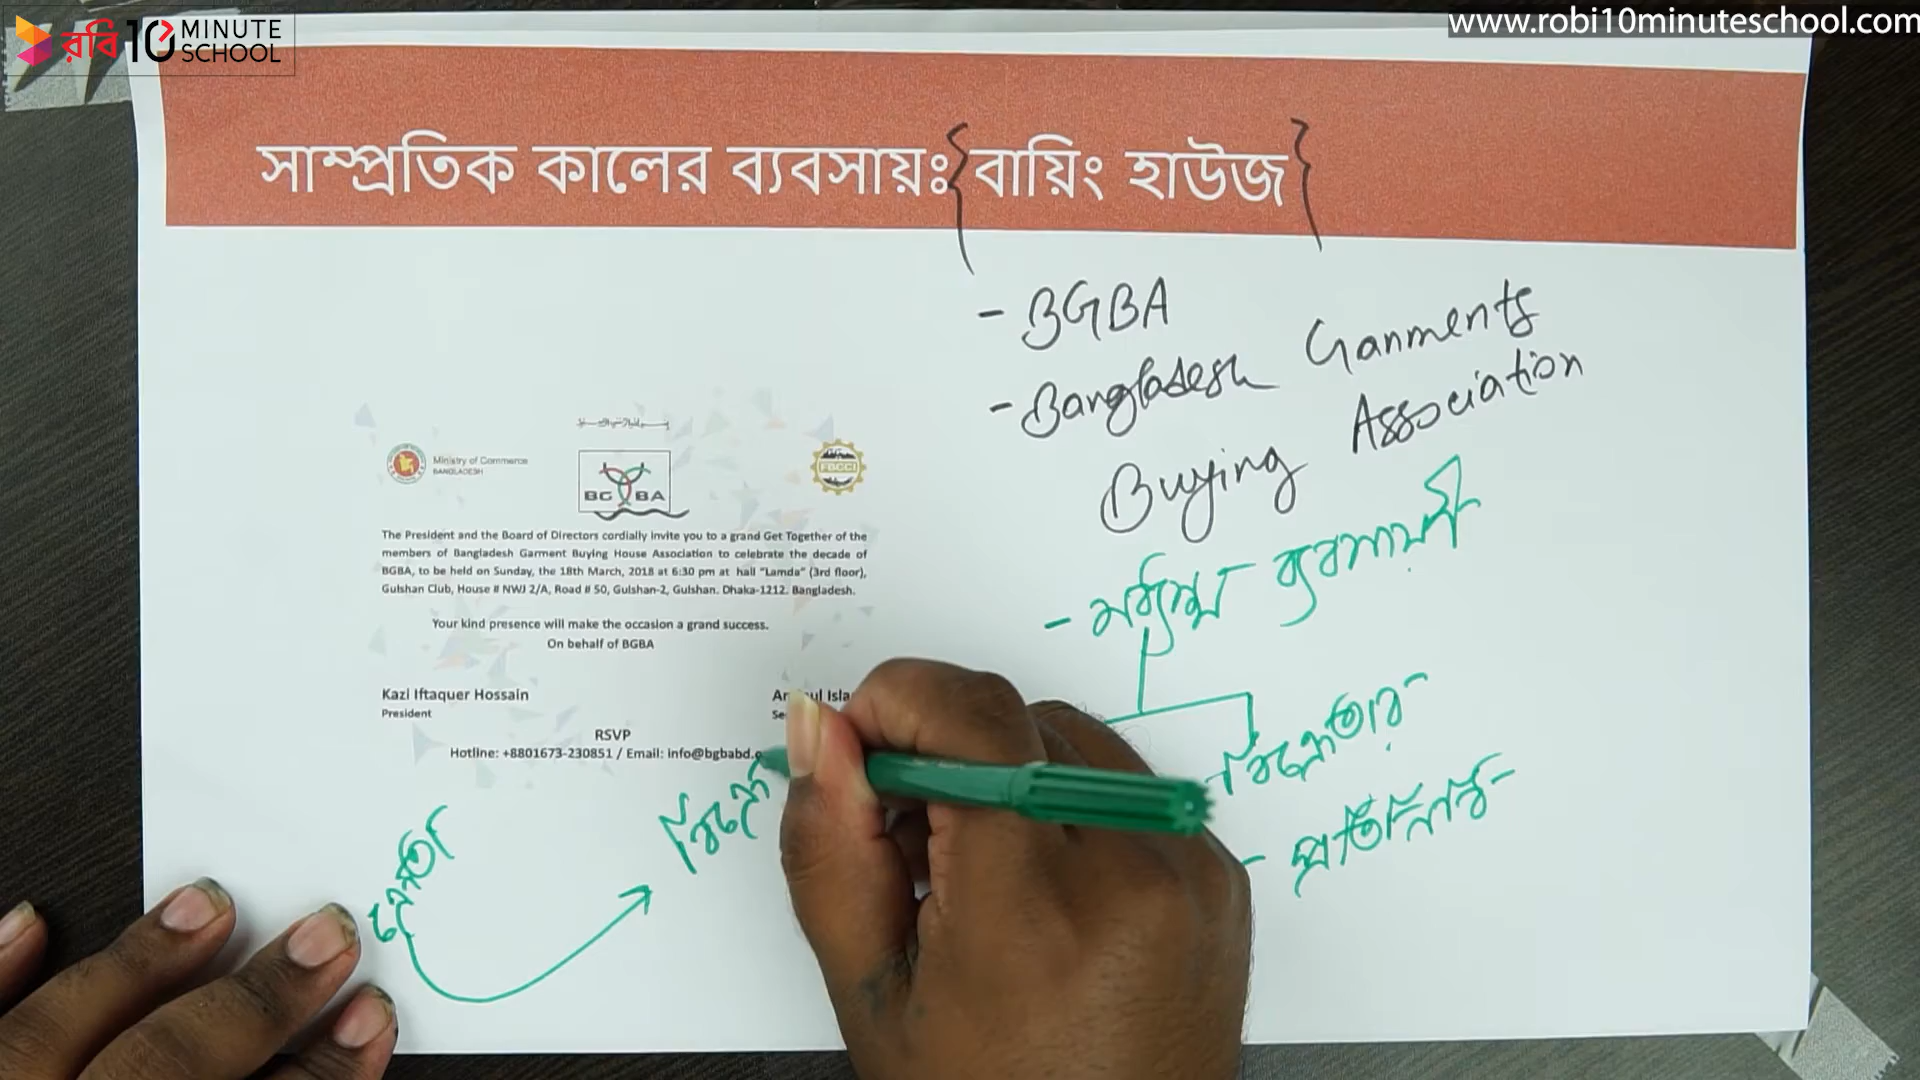 রবি 10 MINUTE SCHOOL
www.robi10minuteschool.com
সাম্প্রতিক কালের ব্যবসায়ঃ বায়িং হাউজ
- BGBA
- Bangladesh Garments
Buying Association
- মধ্যস্থ ব্যবসায়ী
বিক্রেতার
- প্রতিনিধি
Ministry of Commerce
BANGLADESH
BGBA
FBCCI
The President and the Board of Directors cordially invite you to a grand Get Together of the
members of Bangladesh Garment Buying House Association to celebrate the decade of
BGBA, to be held on Sunday, the 18th March, 2018 at 6:30 pm at hall "Lamda" (3rd floor),
Gulshan Club, House # NWJ 2/A, Road # 50, Gulshan-2, Gulshan. Dhaka-1212. Bangladesh.
Your kind presence will make the occasion a grand success.
On behalf of BGBA
Kazi Iftaquer Hossain
President
RSVP
Hotline: +8801673-230851 / Email: info@bgbabd.o
ক্রেতা
বিক্রে